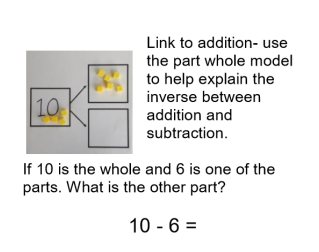 Link to addition- use
the part whole model
to help explain the
inverse between
addition and
subtraction.
10
If 10 is the whole and 6 is one of the
parts. What is the other part?
10 - 6 =